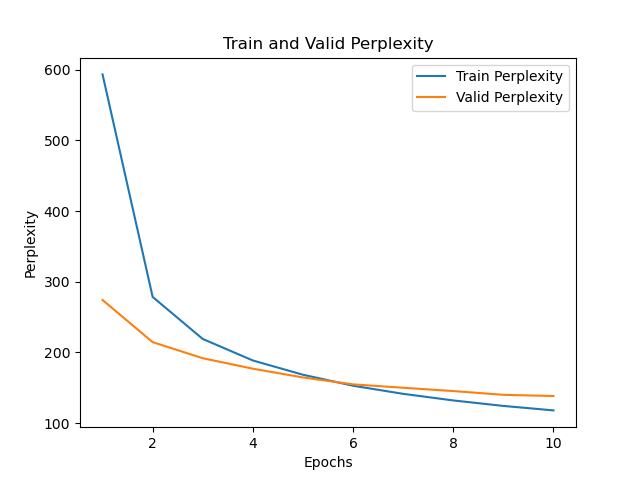 Train and Valid Perplexity
Train Perplexity
Valid Perplexity
Perplexity
600
500
400
300
200
100
2 4 6 8 10
Epochs